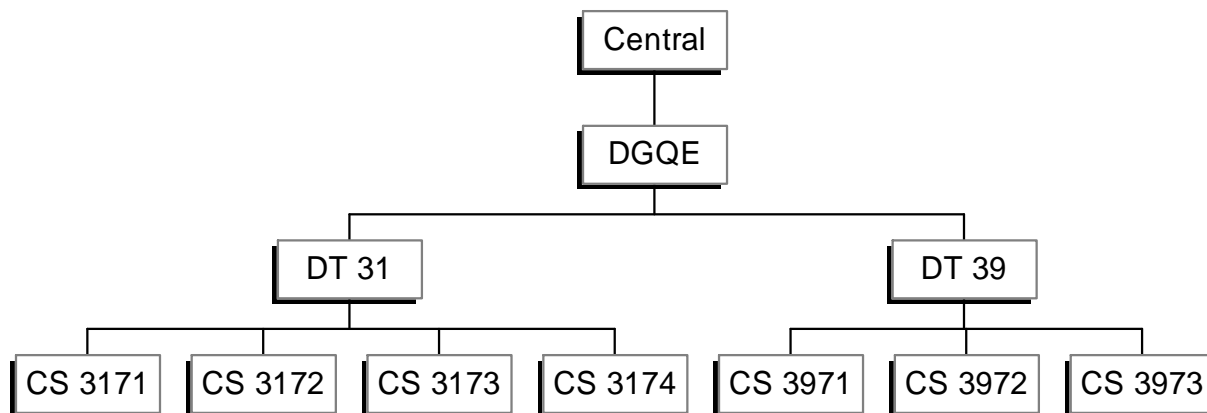 Central
DGQE
DT 31
DT 39
CS 3171
CS 3172
CS 3173
CS 3174
CS 3971
CS 3972
CS 3973